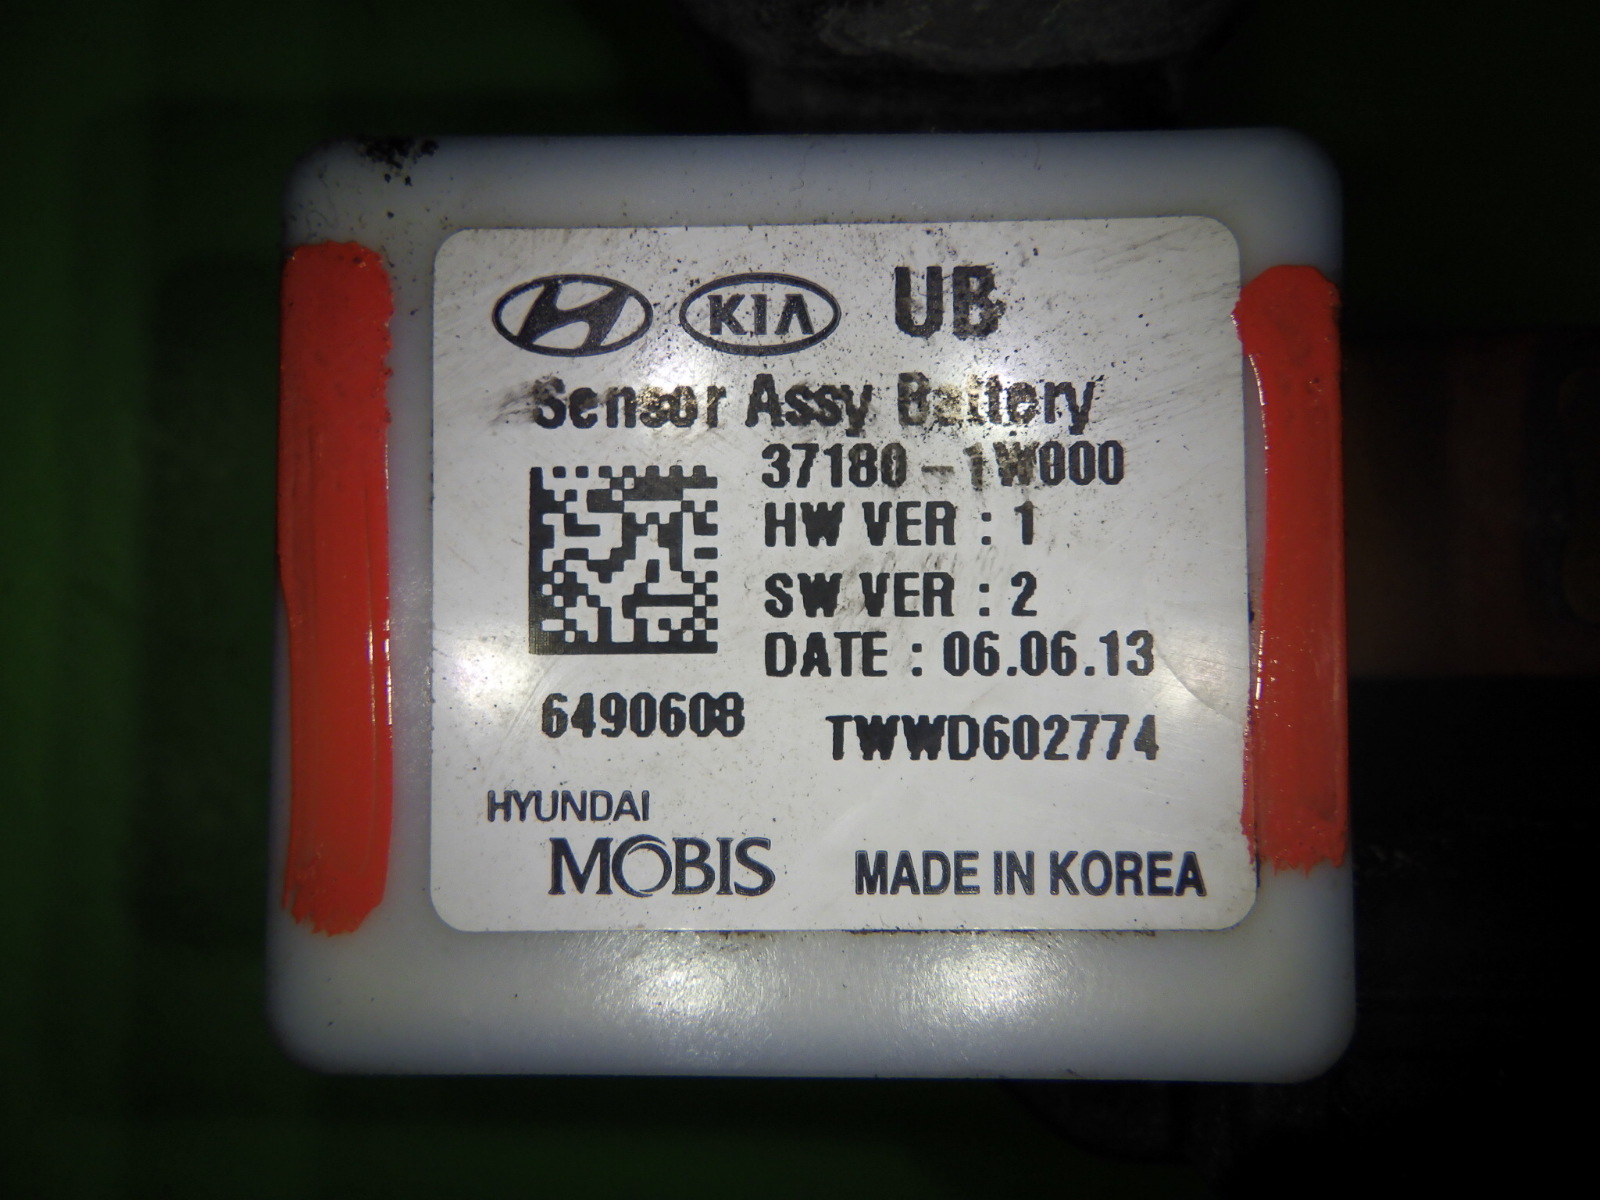 KIA UB
Sensor Assy Battery
37180-1W000
HW VER : 1
SW VER : 2
DATE : 06.06.13
6490608
TWWD602774
HYUNDAI
MOBIS
MADE IN KOREA